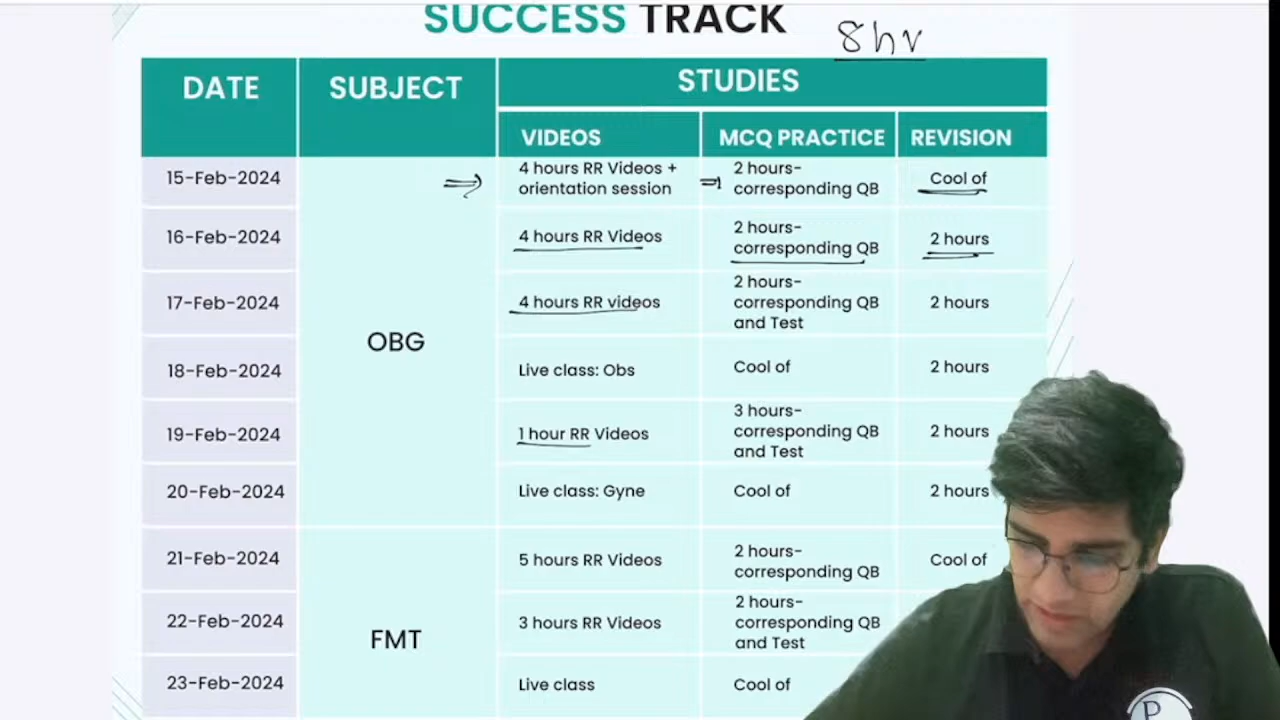 SUCCESS TRACK
8hr
DATE
SUBJECT
STUDIES
VIDEOS
MCQ PRACTICE
REVISION
15-Feb-2024
4 hours RR Videos +
orientation session
2 hours-
corresponding QB
Cool of
16-Feb-2024
4 hours RR Videos
2 hours-
corresponding QB
2 hours
17-Feb-2024
4 hours RR videos
2 hours-
corresponding QB
and Test
2 hours
OBG
18-Feb-2024
Live class: Obs
Cool of
2 hours
19-Feb-2024
1 hour RR Videos
3 hours-
corresponding QB
and Test
2 hours
20-Feb-2024
Live class: Gyne
Cool of
2 hours
21-Feb-2024
5 hours RR Videos
2 hours-
corresponding QB
Cool of
22-Feb-2024
3 hours RR Videos
2 hours-
corresponding QB
and Test
FMT
23-Feb-2024
Live class
Cool of
P